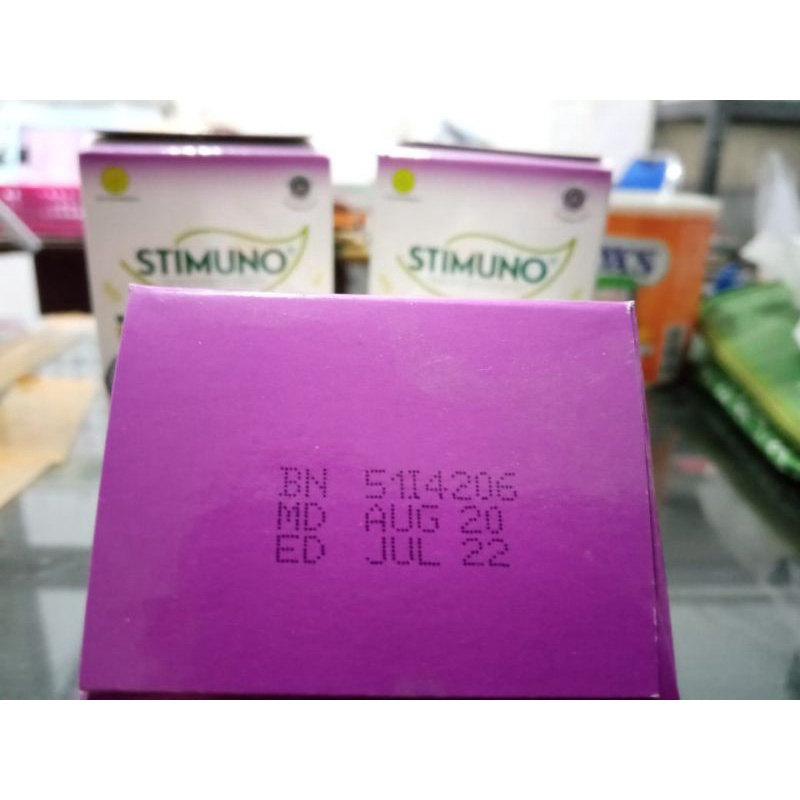 STIMUNO
STIMUNO
BN 51I4206
MD AUG 20
ED JUL 22